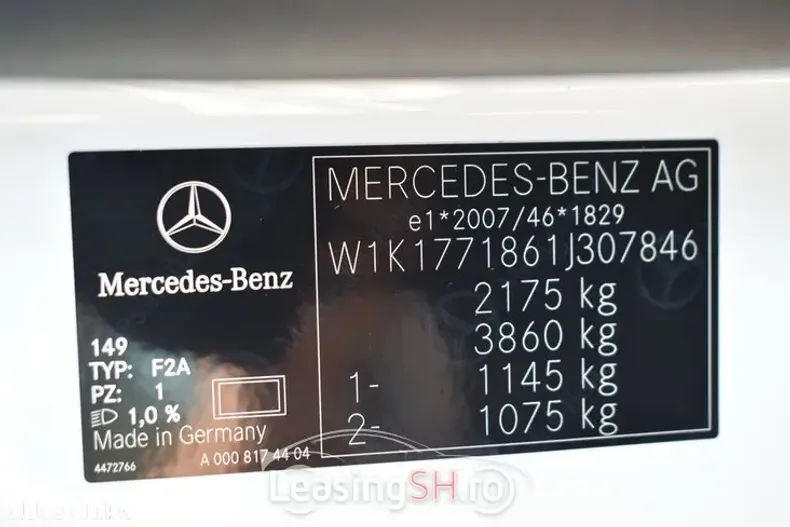 Mercedes-Benz
149
TYP: F2A
PZ: 1
1,0 %
Made in Germany
4472766 A 000 817 44 04
MERCEDES-BENZ AG
e1*2007/46*1829
W1K1771861J307846
2175 kg
3860 kg
1- 1145 kg
2- 1075 kg
LeasingSH.ro